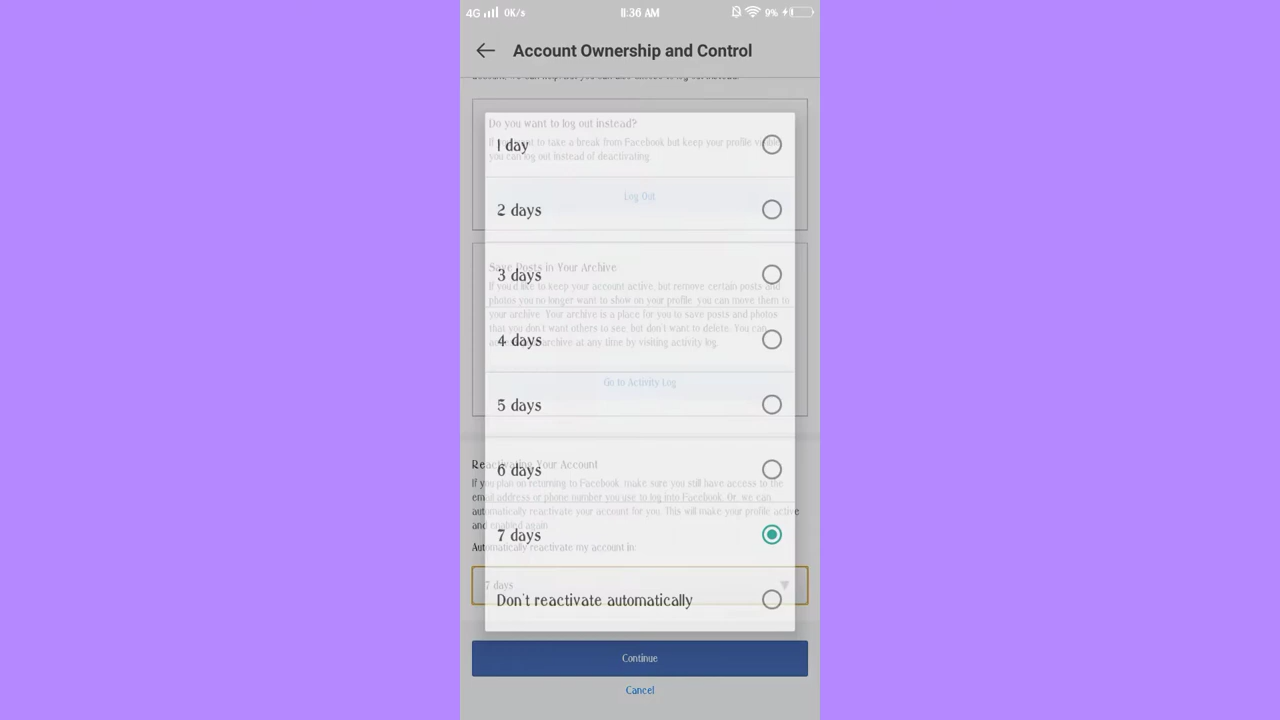 4G 0K/s 11:36 AM 9%
Account Ownership and Control
Do you want to log out instead?
If you want to take a break from Facebook but keep your profile visible,
you can log out instead of deactivating.
1 day
Log Out
2 days
Save Posts in Your Archive
3 days
If you'd like to keep your account active, but remove certain posts and
photos you no longer want to show on your profile, you can move them to
your archive. Your archive is a place for you to save posts and photos
that you don't want others to see, but don't want to delete. You can
archive at any time by visiting activity log.
4 days
Go to Activity Log
5 days
Reactivating Your Account
6 days
If you plan on returning to Facebook, make sure you still have access to the
email address or phone number you use to log into Facebook. Or, we can
automatically reactivate your account for you. This will make your profile active
and enabled again.
7 days
Automatically reactivate my account in:
7 days
Don't reactivate automatically
Continue
Cancel